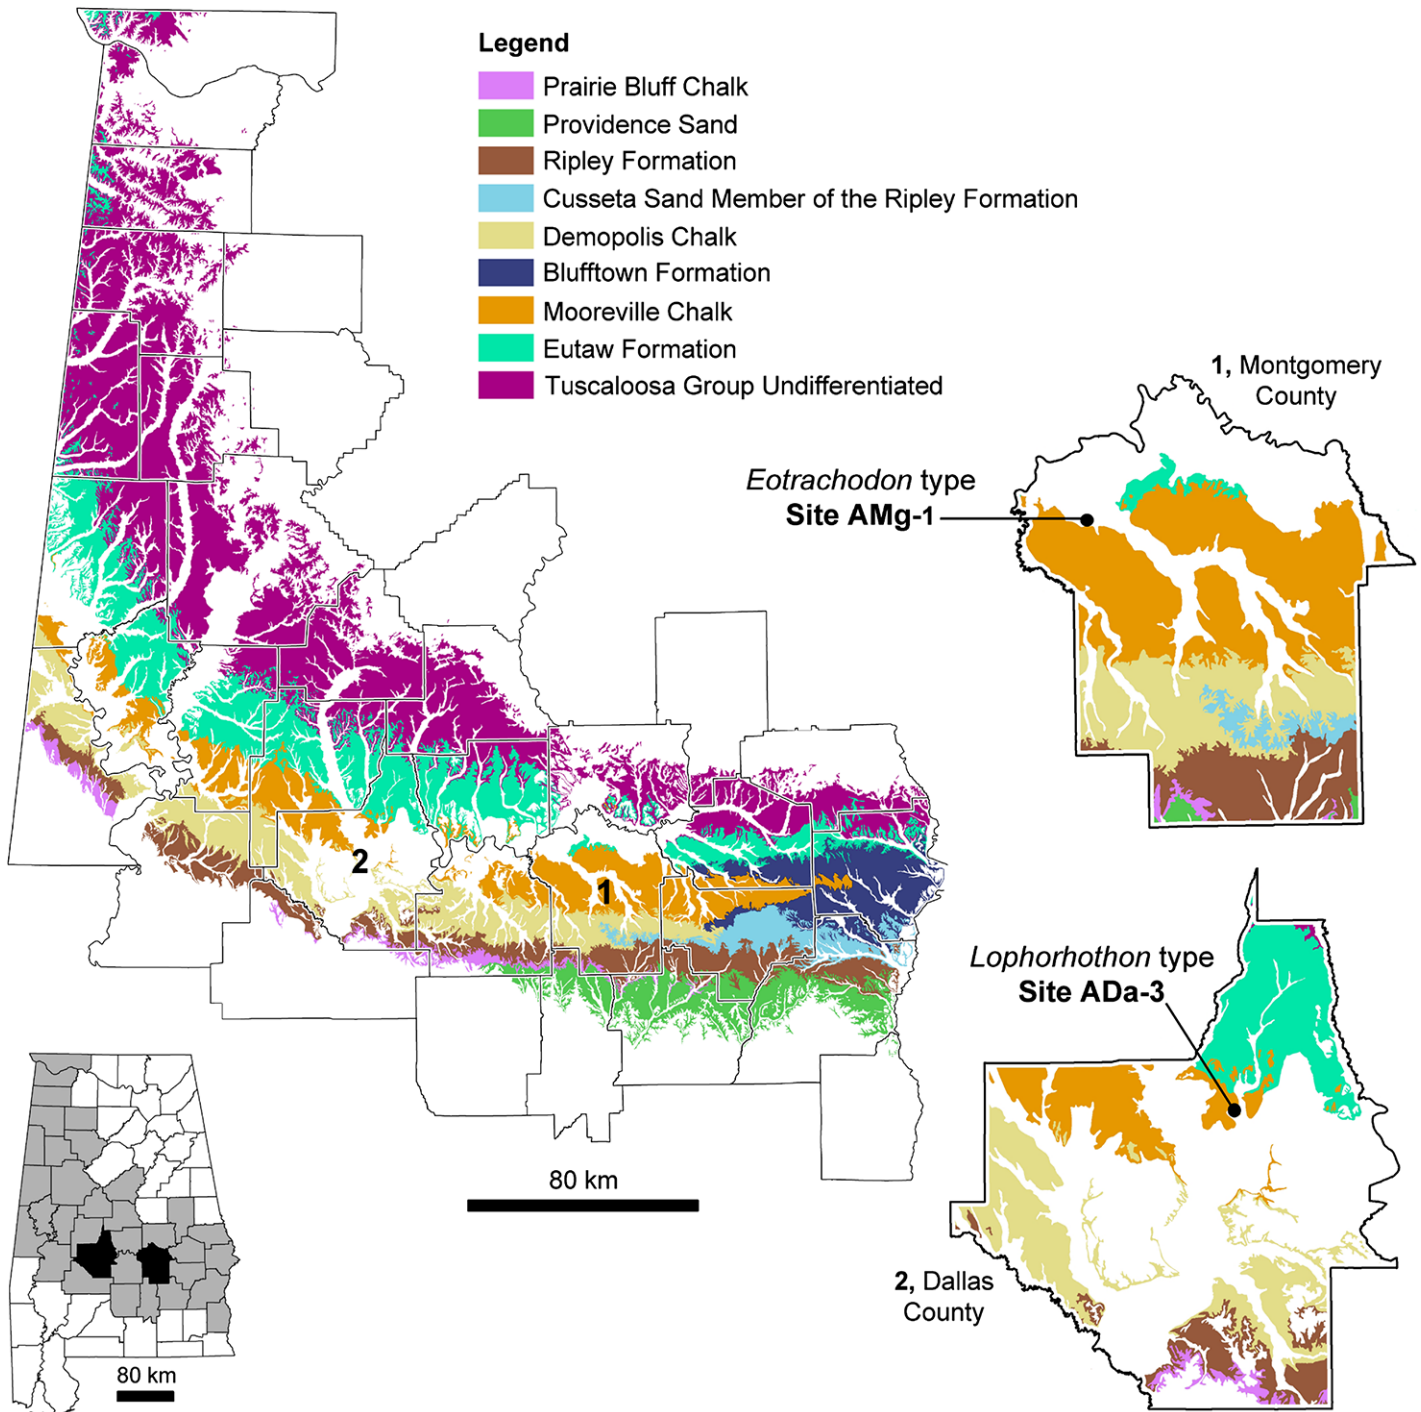 Legend
Prairie Bluff Chalk
Providence Sand
Ripley Formation
Cusseta Sand Member of the Ripley Formation
Demopolis Chalk
Blufftown Formation
Mooreville Chalk
Eutaw Formation
Tuscaloosa Group Undifferentiated
1, Montgomery
County
Eotrachodon type
Site AMg-1
2
1
Lophorhothon type
Site ADa-3
80 km
2, Dallas
County
80 km